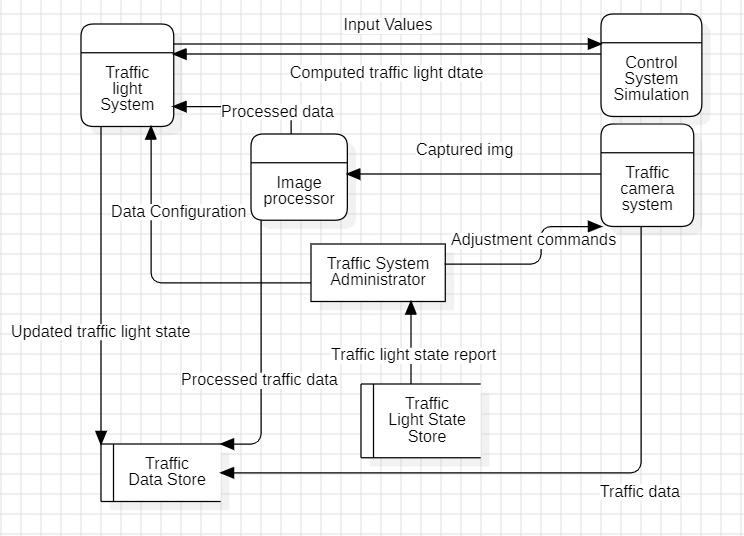 Input Values
Computed traffic light dtate
Traffic
light
System
Control
System
Simulation
Processed data
Captured img
Image
processor
Traffic
camera
system
Data Configuration
Adjustment commands
Traffic System
Administrator
Updated traffic light state
Traffic light state report
Processed traffic data
Traffic
Light State
Store
Traffic
Data Store
Traffic data